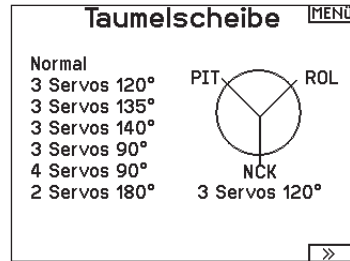 Taumelscheibe
MENÜ
Normal
3 Servos 120°
3 Servos 135°
3 Servos 140°
3 Servos 90°
4 Servos 90°
2 Servos 180°
PIT
ROL
NCK
3 Servos 120°
»